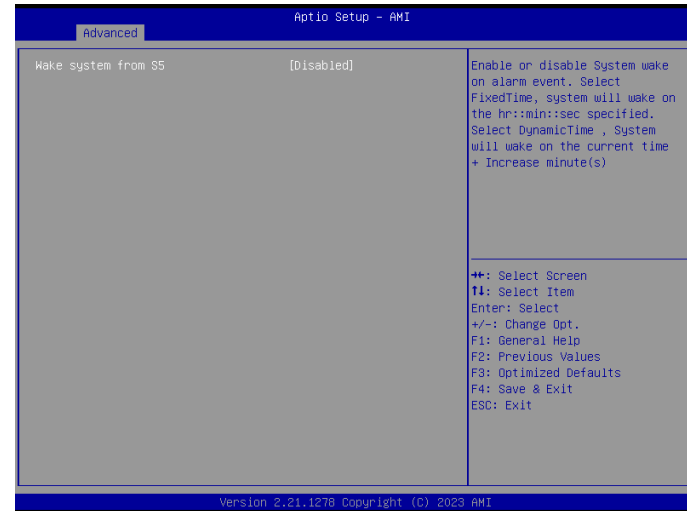 Aptio Setup - AMI
Advanced
Wake system from S5 [Disabled]
Enable or disable System wake
on alarm event. Select
FixedTime, system will wake on
the hr::min::sec specified.
Select DynamicTime , System
will wake on the current time
+ Increase minute(s)
→←: Select Screen
↑↓: Select Item
Enter: Select
+/-: Change Opt.
F1: General Help
F2: Previous Values
F3: Optimized Defaults
F4: Save & Exit
ESC: Exit
Version 2.21.1278 Copyright (C) 2023 AMI